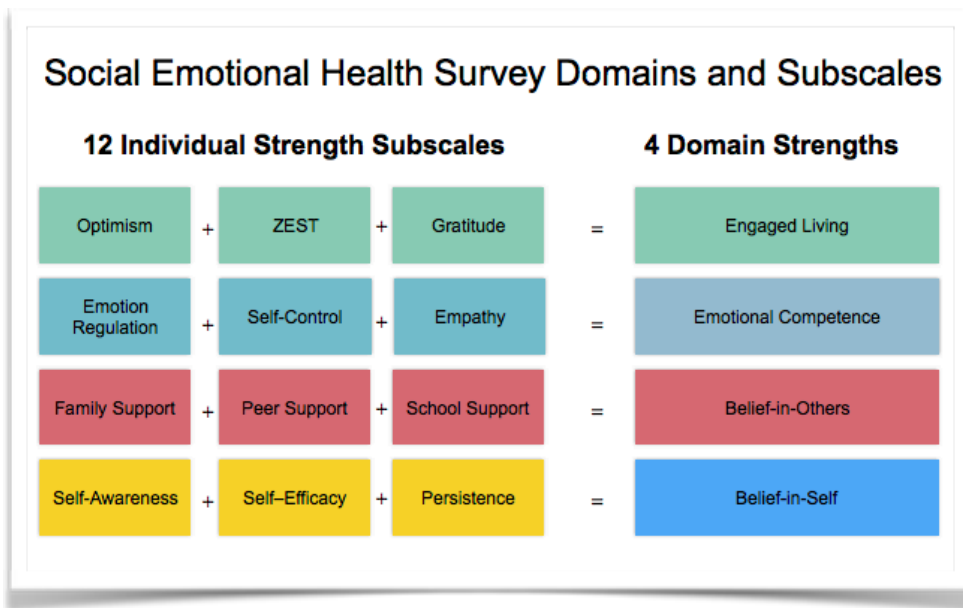 Social Emotional Health Survey Domains and Subscales
12 Individual Strength Subscales 4 Domain Strengths
Optimism + ZEST + Gratitude = Engaged Living
Emotion
Regulation + Self-Control + Empathy = Emotional Competence
Family Support + Peer Support + School Support = Belief-in-Others
Self-Awareness + Self–Efficacy + Persistence = Belief-in-Self